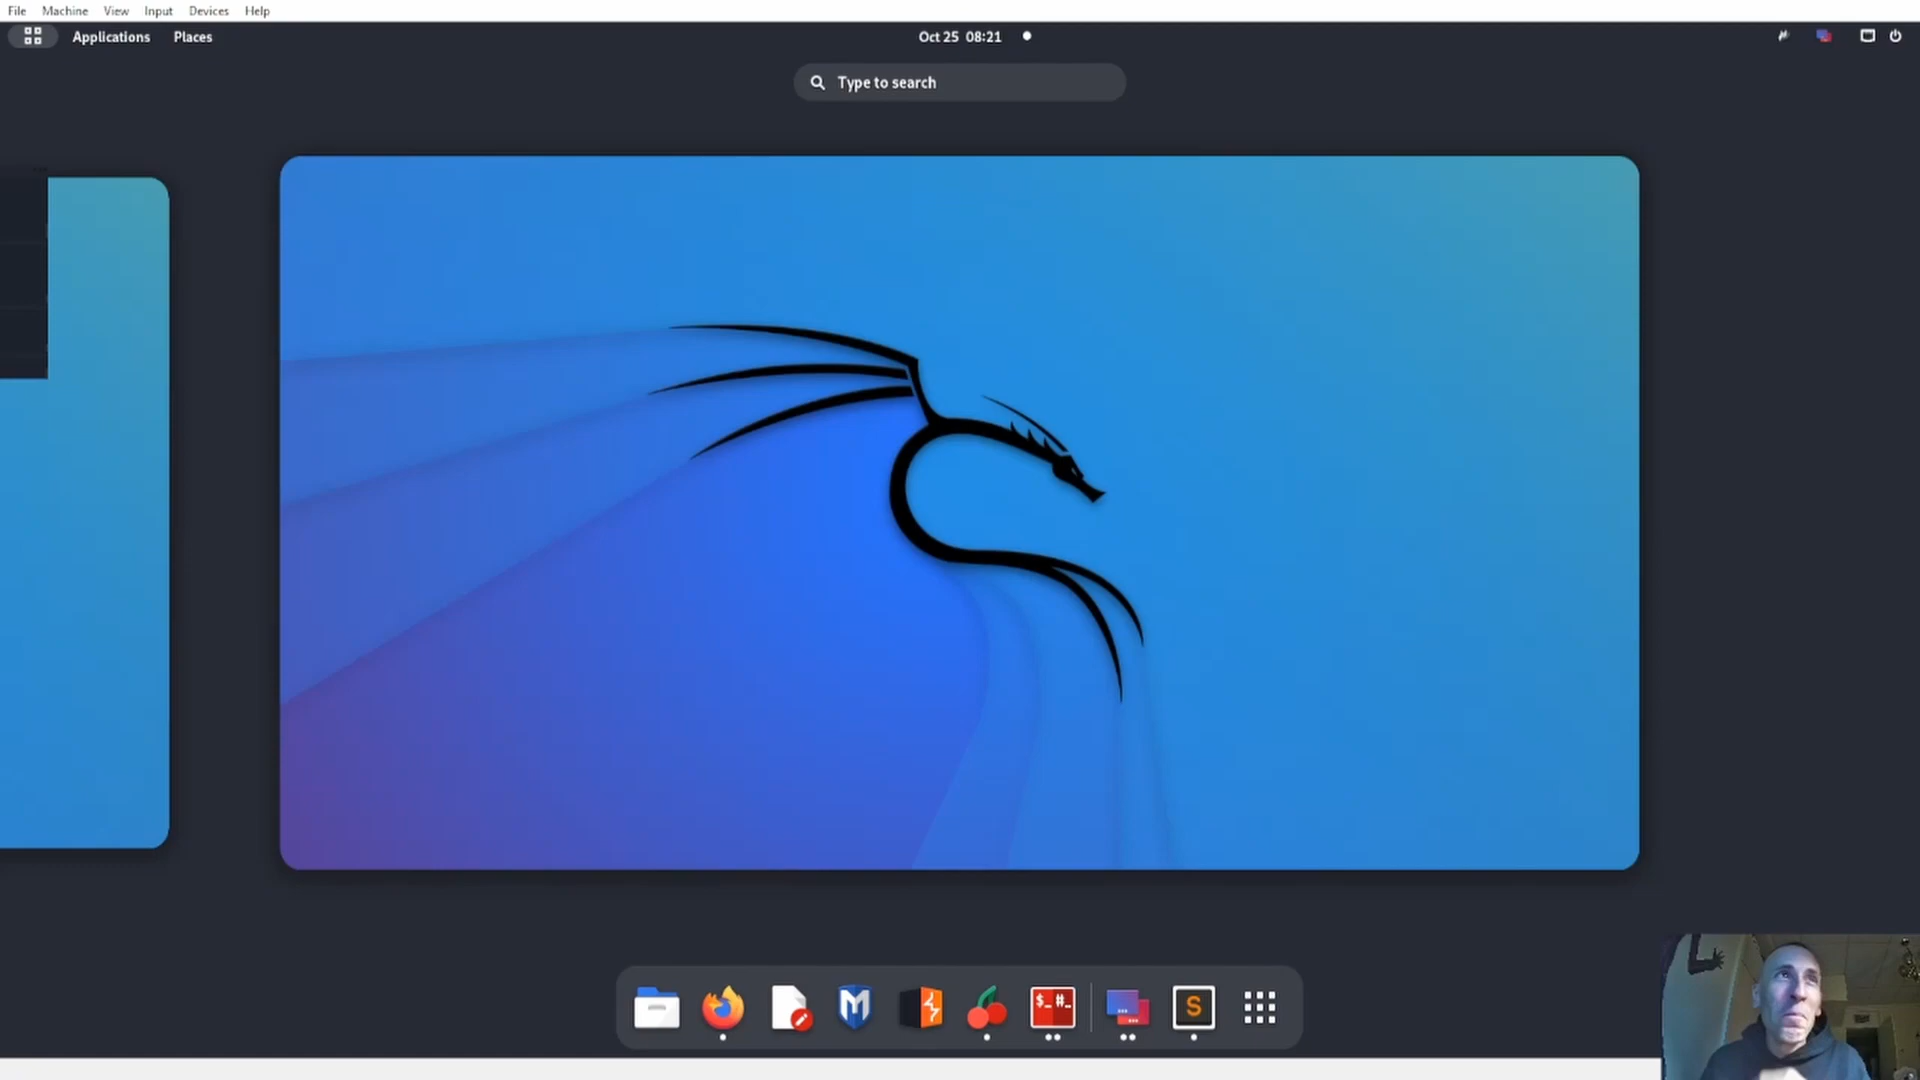 File Machine View Input Devices Help
Applications Places Oct 25 08:21
Type to search
$_ #_ S